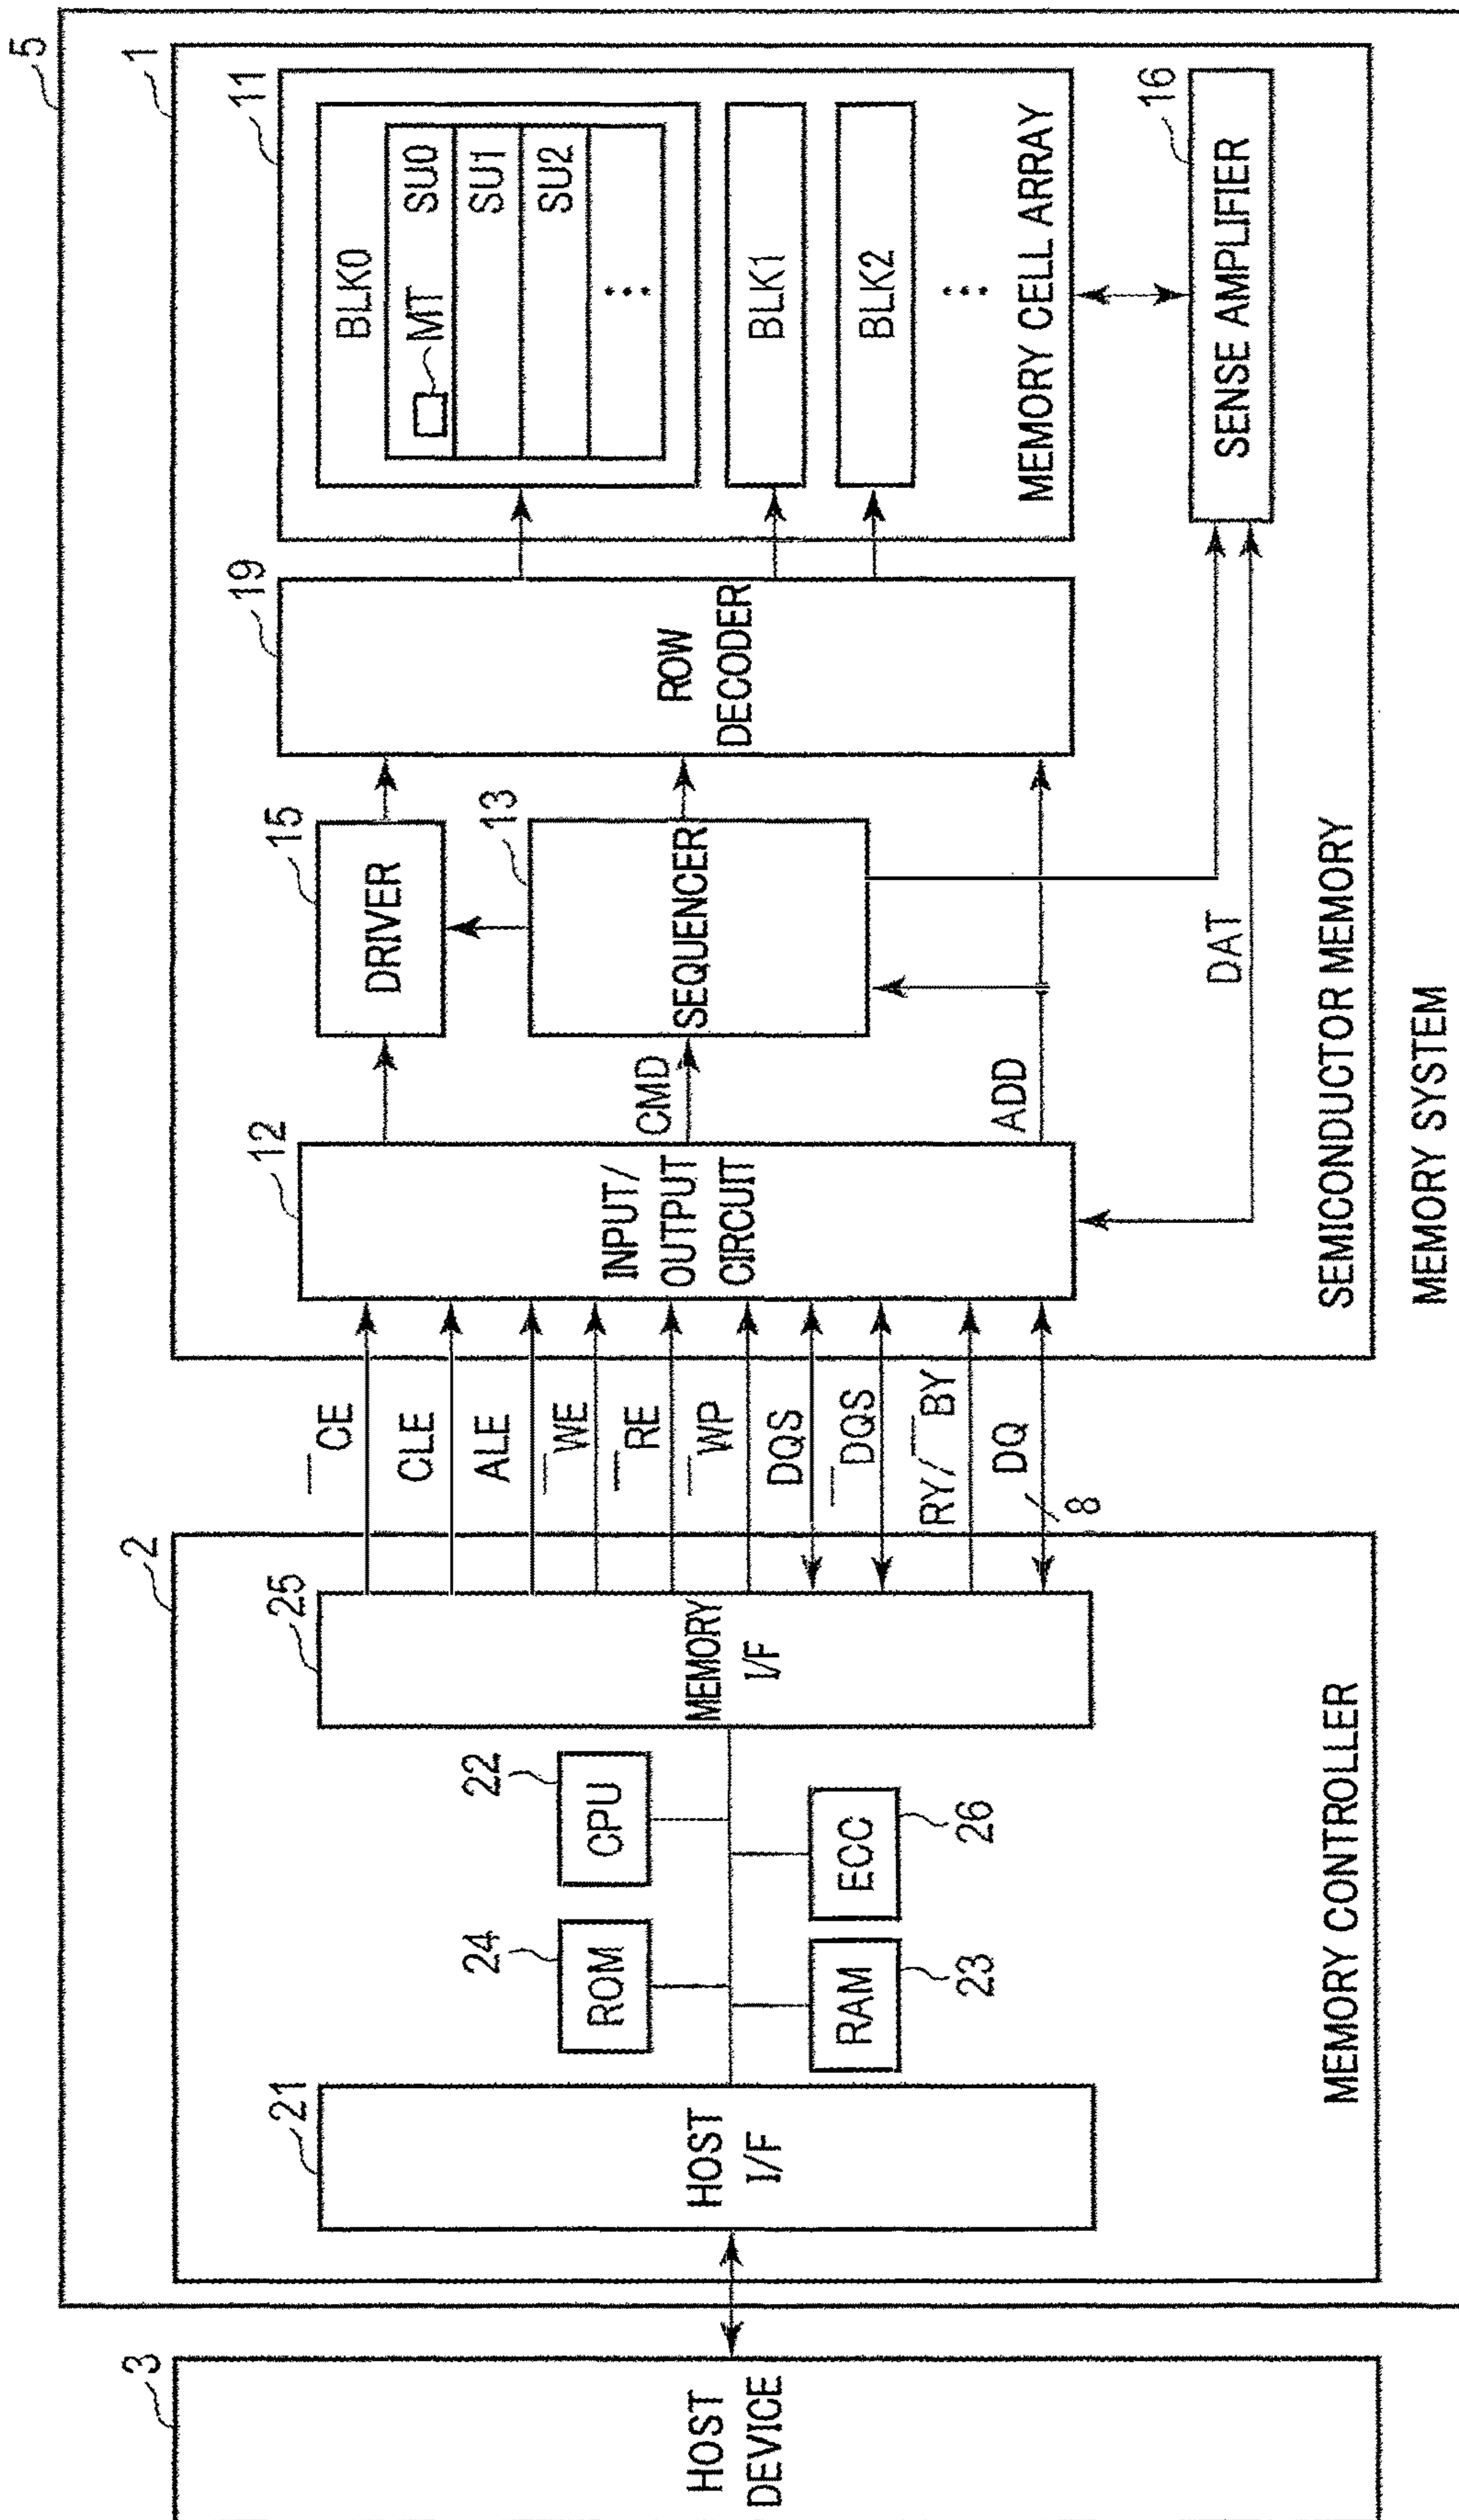 5
3
HOST
DEVICE
2
21
HOST
I/F
24
ROM
22
CPU
RAM
23
ECC
26
25
MEMORY
I/F
MEMORY CONTROLLER
‾CE
CLE
ALE
‾WE
‾RE
‾WP
DQS
‾DQS
RY/‾BY
DQ
8
1
12
INPUT/
OUTPUT
CIRCUIT
CMD
ADD
DAT
15
DRIVER
13
SEQUENCER
19
ROW
DECODER
11
BLK0
MT
SU0
SU1
SU2
BLK1
BLK2
MEMORY CELL ARRAY
16
SENSE AMPLIFIER
SEMICONDUCTOR MEMORY
MEMORY SYSTEM